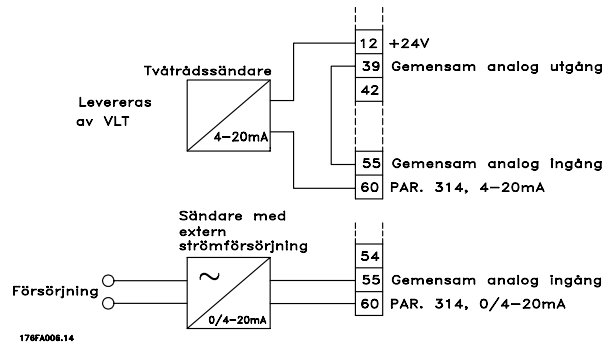 12 +24V
Tvåtrådssändare
39 Gemensam analog utgång
42
Levereras
av VLT
4-20mA
55 Gemensam analog ingång
60 PAR. 314, 4-20mA
Sändare med
extern
strömförsörjning
54
~
55 Gemensam analog ingång
Försörjning
60 PAR. 314, 0/4-20mA
0/4-20mA
176FA006.14